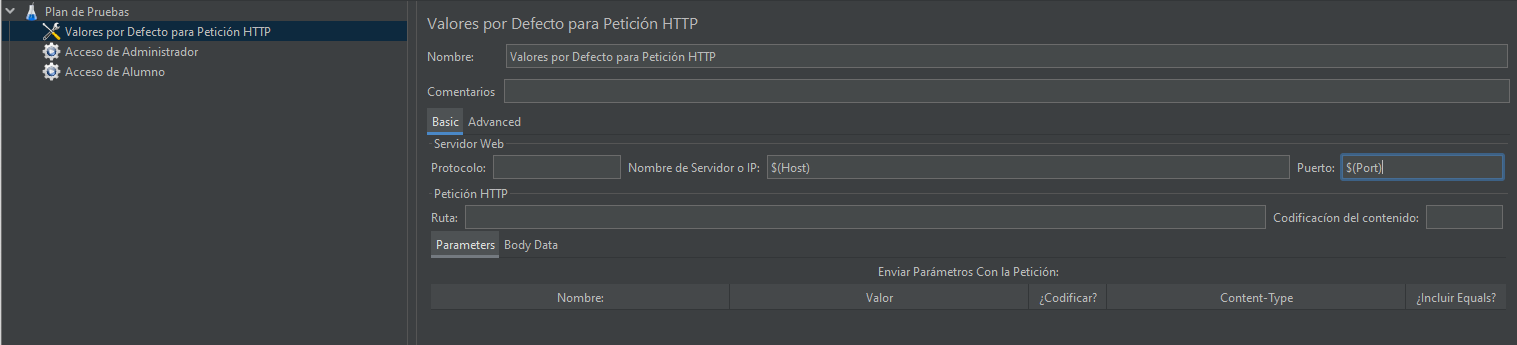 Plan de Pruebas
Valores por Defecto para Petición HTTP
Acceso de Administrador
Acceso de Alumno
Valores por Defecto para Petición HTTP
Nombre: Valores por Defecto para Petición HTTP
Comentarios
Basic Advanced
Servidor Web
Protocolo: Nombre de Servidor o IP: $(Host) Puerto: $(Port)
Petición HTTP
Ruta: Codificacíon del contenido:
Parameters Body Data
Enviar Parámetros Con la Petición:
Nombre: Valor ¿Codificar? Content-Type ¿Incluir Equals?